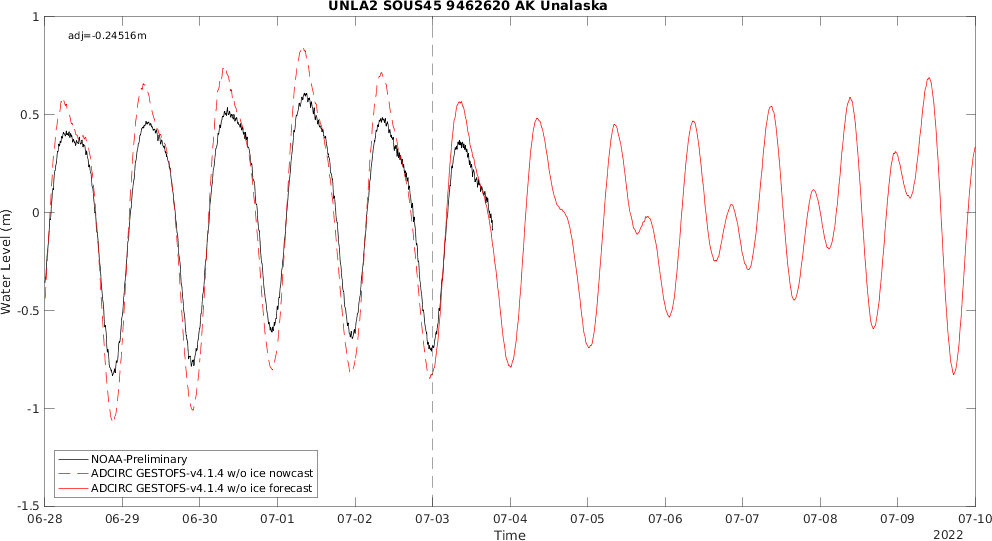 UNLA2 SOUS45 9462620 AK Unalaska
adj=-0.24516m
1
0.5
0
-0.5
-1
-1.5
Water Level (m)
NOAA-Preliminary
ADCIRC GESTOFS-v4.1.4 w/o ice nowcast
ADCIRC GESTOFS-v4.1.4 w/o ice forecast
06-28 06-29 06-30 07-01 07-02 07-03 07-04 07-05 07-06 07-07 07-08 07-09 07-10
Time
2022